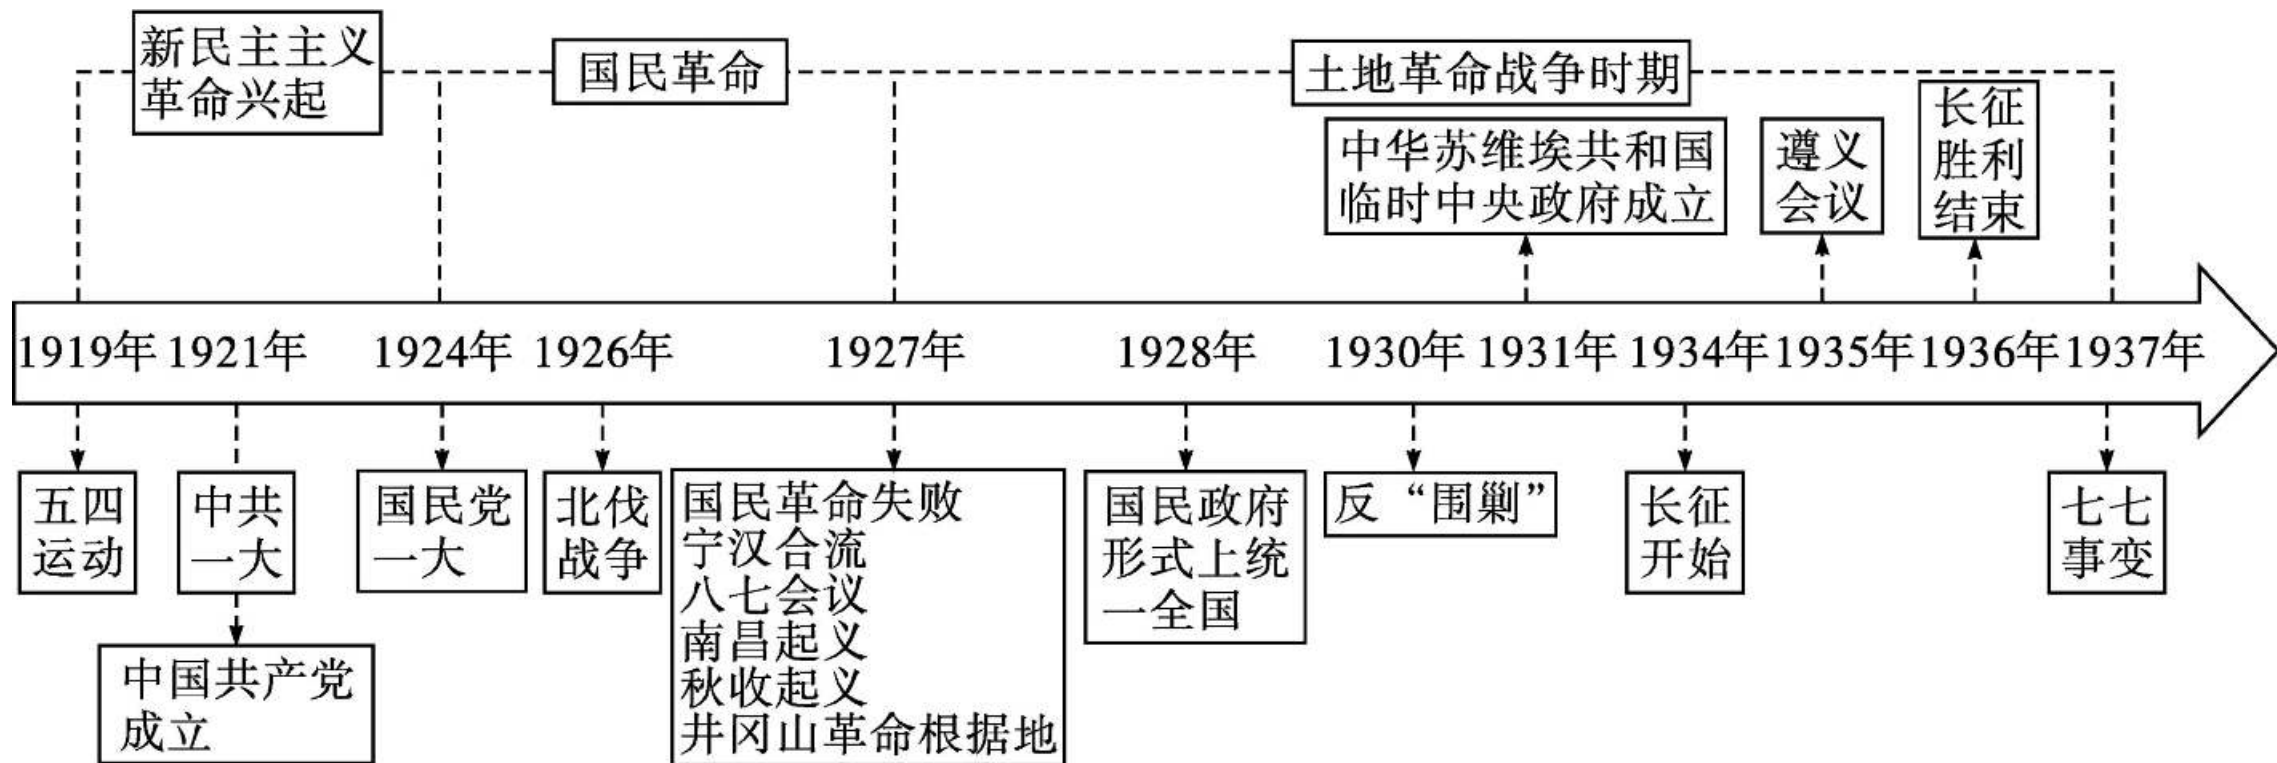 新民主主义
革命兴起
国民革命
土地革命战争时期
中华苏维埃共和国
临时中央政府成立
遵义
会议
长征
胜利
结束
1919年 1921年 1924年 1926年 1927年 1928年 1930年 1931年 1934年 1935年 1936年 1937年
五四
运动
中共
一大
中国共产党
成立
国民党
一大
北伐
战争
国民革命失败
宁汉合流
八七会议
南昌起义
秋收起义
井冈山革命根据地
国民政府
形式上统
一全国
反“围剿”
长征
开始
七七
事变